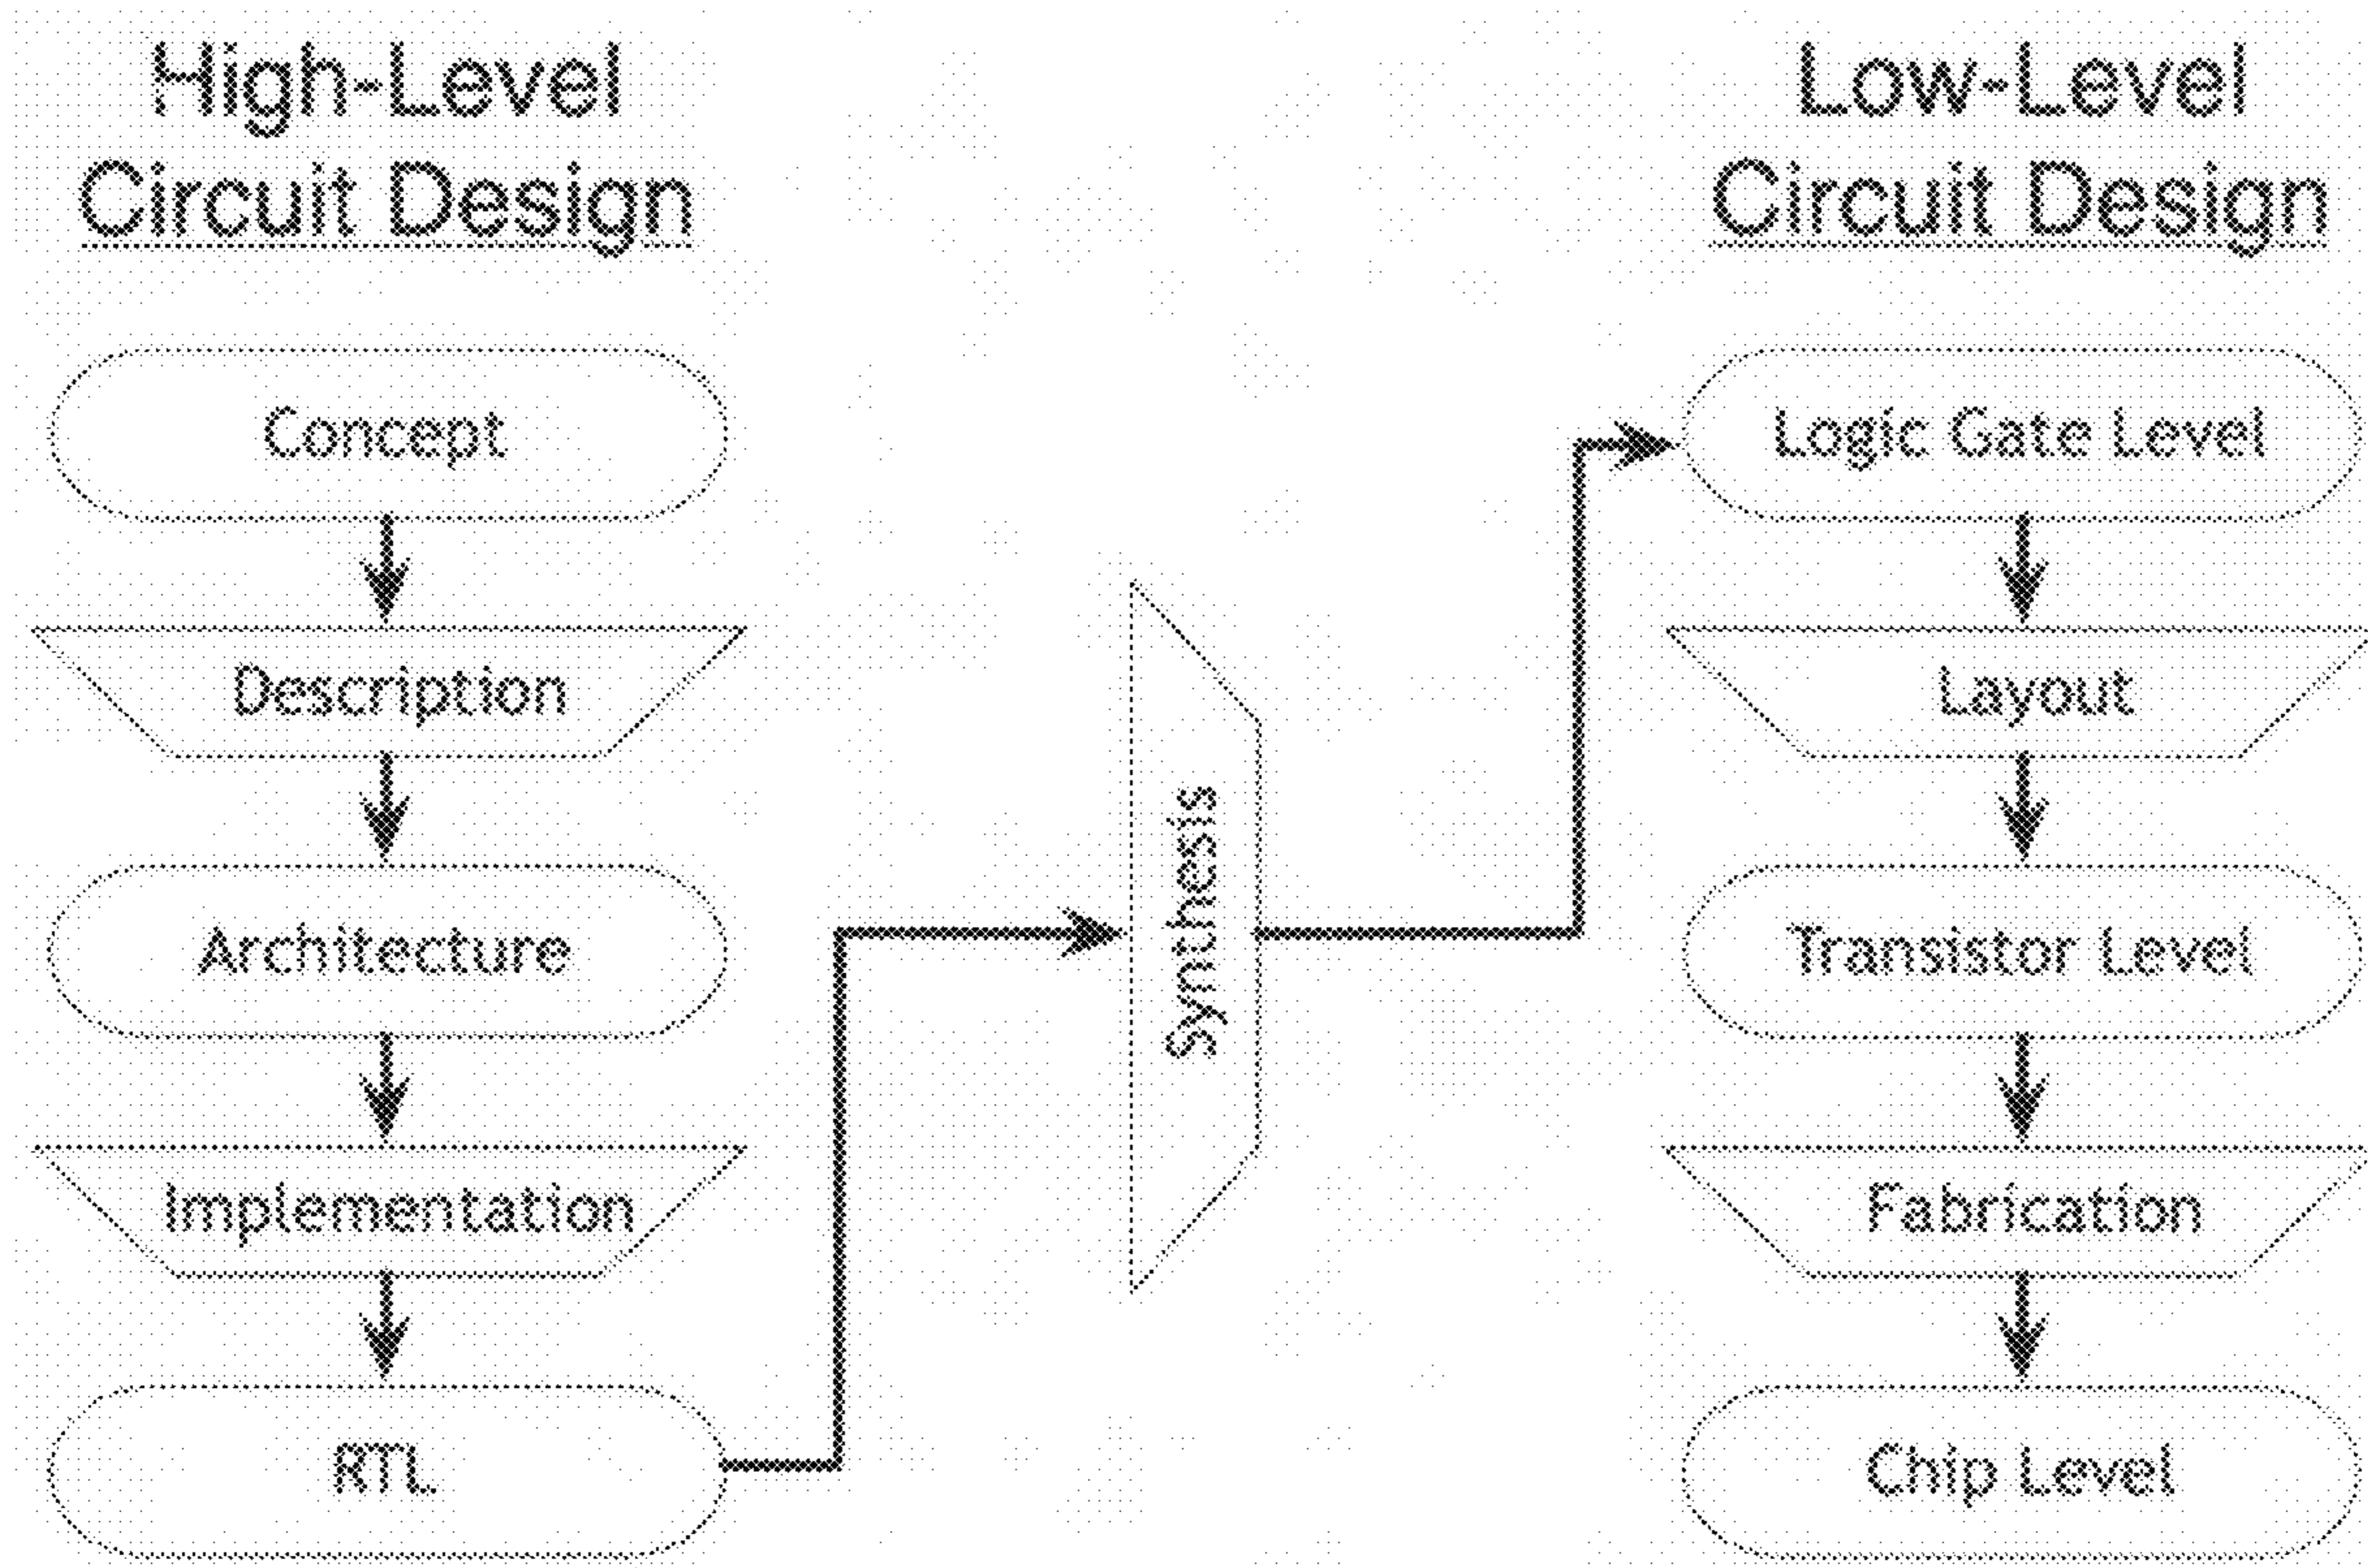 High-Level
Circuit Design
Concept
Description
Architecture
Implementation
RTL
Synthesis
Low-Level
Circuit Design
Logic Gate Level
Layout
Transistor Level
Fabrication
Chip Level